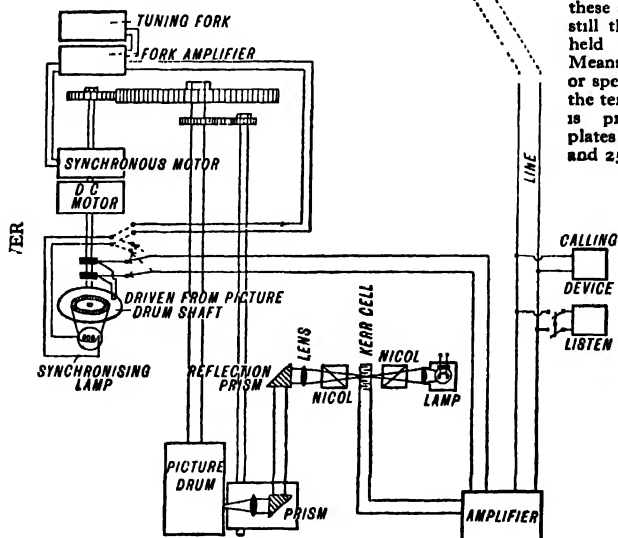 TUNING FORK
FORK AMPLIFIER
SYNCHRONOUS MOTOR
D C
MOTOR
VER
DRIVEN FROM PICTURE
DRUM SHAFT
SYNCHRONISING
LAMP
REFLECTION
PRISM
LENS
NICOL
KERR CELL
NICOL
LAMP
PICTURE
DRUM
PRISM
AMPLIFIER
LINE
CALLING
DEVICE
LISTEN
these
still th
held
Means
or spe
the ter
is pr
plates
and 25